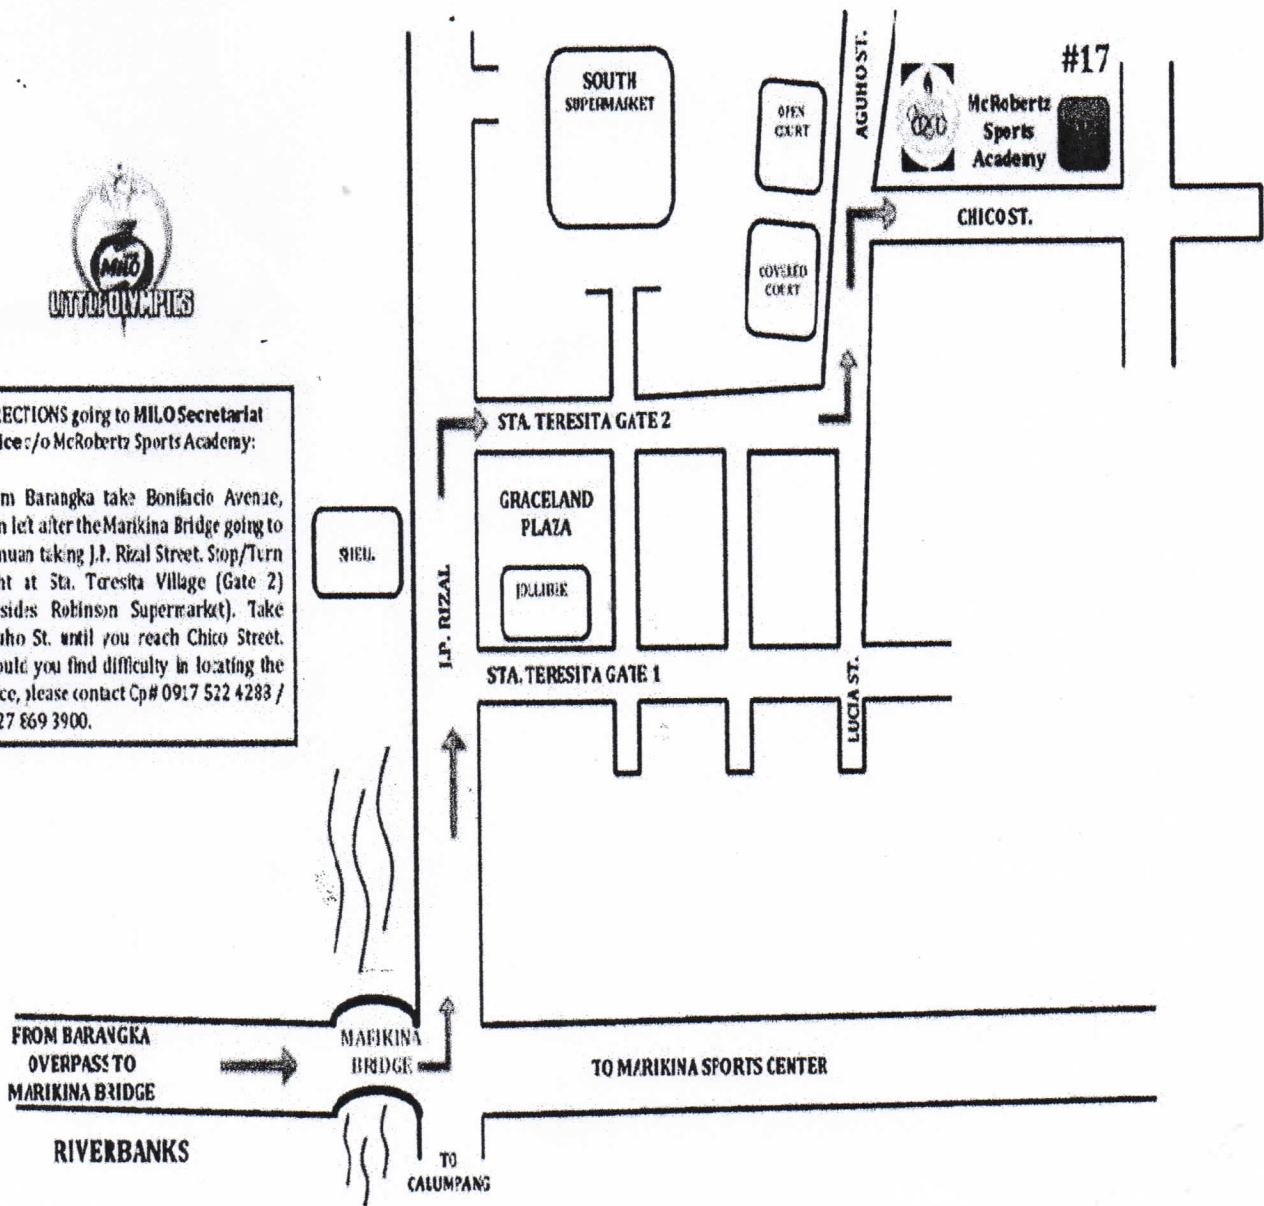 SOUTH
SUPERMARKET
OPEN
COURT
AGUHO ST.
#17
McRobertz
Sports
Academy
CHICO ST.
COVERED
COURT
MILO
LITTLE OLYMPICS
RECTIONS going to MILO Secretariat
ice c/o McRobertz Sports Academy:
m Barangka take Bonifacio Avenue,
n left after the Marikina Bridge going to
nuan taking J.P. Rizal Street. Stop/Turn
ht at Sta. Teresita Village (Gate 2)
sides Robinson Supermarket). Take
uho St. until you reach Chico Street.
ould you find difficulty in locating the
ce, please contact Cp# 0917 522 4283 /
27 869 3900.
STA. TERESITA GATE 2
GRACELAND
PLAZA
SHELL
JOLLIBEE
J.P. RIZAL
STA. TERESITA GATE 1
LUCIA ST.
FROM BARANGKA
OVERPASS TO
MARIKINA BRIDGE
MARIKINA
BRIDGE
TO MARIKINA SPORTS CENTER
RIVERBANKS
TO
CALUMPANG